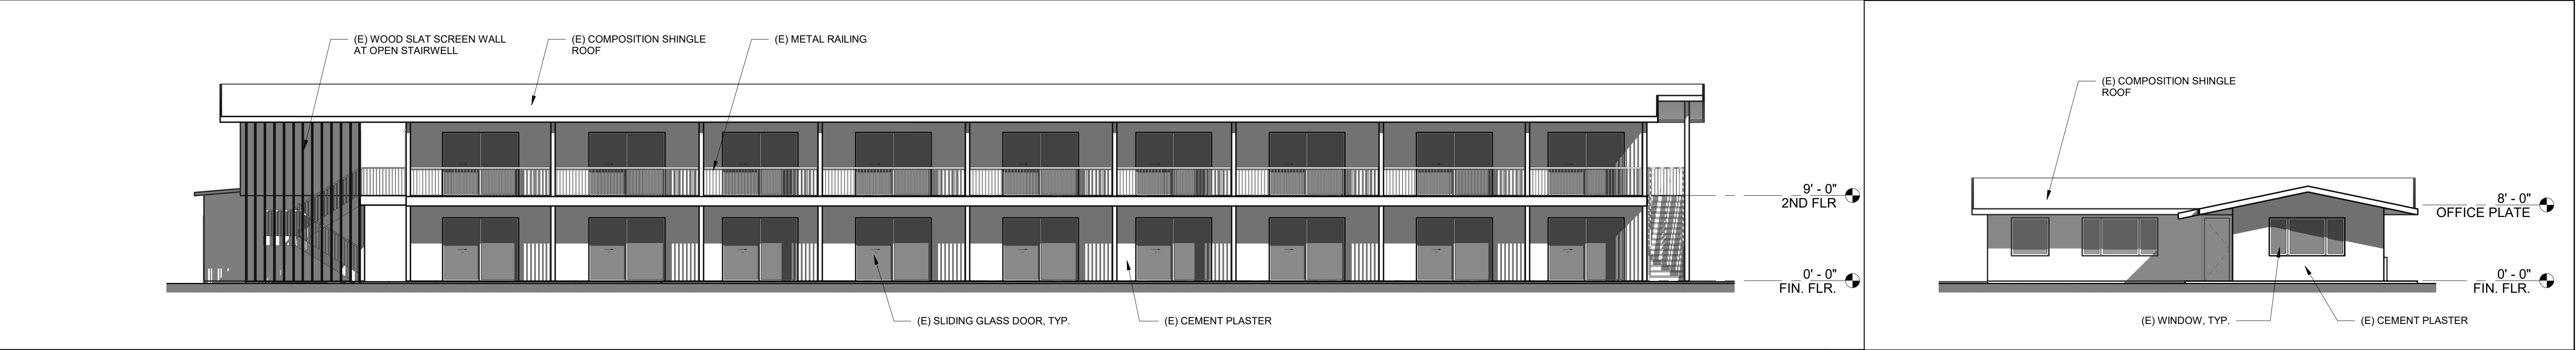 (E) WOOD SLAT SCREEN WALL
AT OPEN STAIRWELL
(E) COMPOSITION SHINGLE
ROOF
(E) METAL RAILING
9' - 0"
2ND FLR
0' - 0"
FIN. FLR.
(E) SLIDING GLASS DOOR, TYP.
(E) CEMENT PLASTER
(E) COMPOSITION SHINGLE
ROOF
8' - 0"
OFFICE PLATE
0' - 0"
FIN. FLR.
(E) WINDOW, TYP.
(E) CEMENT PLASTER